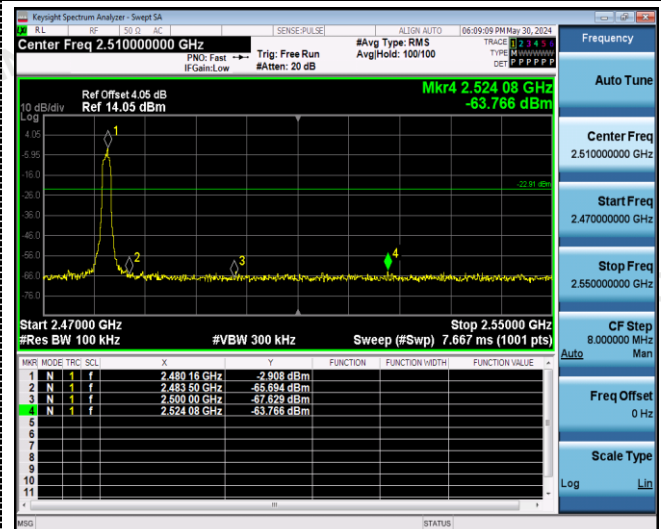 Keysight Spectrum Analyzer - Swept SA
RL RF 50 Ω AC SENSE:PULSE ALIGN AUTO 06:09:09 PM May 30, 2024
Center Freq 2.510000000 GHz
PNO: Fast
IFGain:Low
Trig: Free Run
#Atten: 20 dB
#Avg Type: RMS
Avg|Hold: 100/100
TRACE 1 2 3 4 5 6
TYPE M WWWWW
DET P P P P P P
Mkr4 2.524 08 GHz
-63.766 dBm
Ref Offset 4.05 dB
10 dB/div Ref 14.05 dBm
Log
4.05
-5.95
-16.0
-26.0
-36.0
-46.0
-56.0
-66.0
-76.0
1
2
3
4
-22.91 dBm
Start 2.47000 GHz Stop 2.55000 GHz
#Res BW 100 kHz #VBW 300 kHz Sweep (#Swp) 7.667 ms (1001 pts)
MKR MODE TRC SCL X Y FUNCTION FUNCTION WIDTH FUNCTION VALUE
1 N 1 f 2.480 16 GHz -2.908 dBm
2 N 1 f 2.483 50 GHz -65.694 dBm
3 N 1 f 2.500 00 GHz -67.629 dBm
4 N 1 f 2.524 08 GHz -63.766 dBm
5
6
7
8
9
10
11
MSG STATUS
Frequency
Auto Tune
Center Freq
2.510000000 GHz
Start Freq
2.470000000 GHz
Stop Freq
2.550000000 GHz
CF Step
8.000000 MHz
Auto Man
Freq Offset
0 Hz
Scale Type
Log Lin